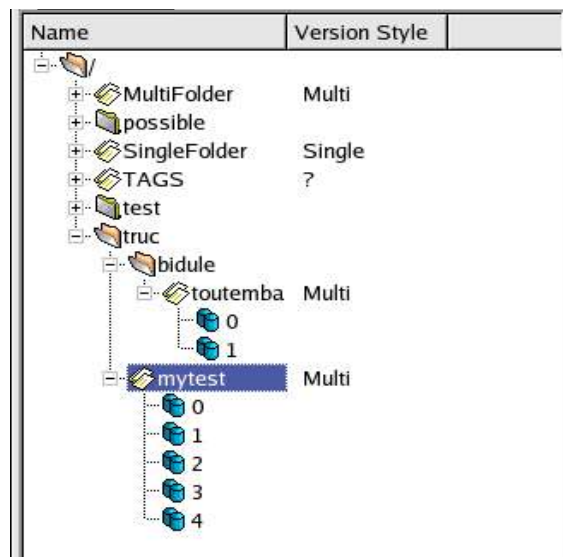 Name Version Style
/
MultiFolder Multi
possible
SingleFolder Single
TAGS ?
test
truc
bidule
toutemba Multi
0
1
mytest Multi
0
1
2
3
4